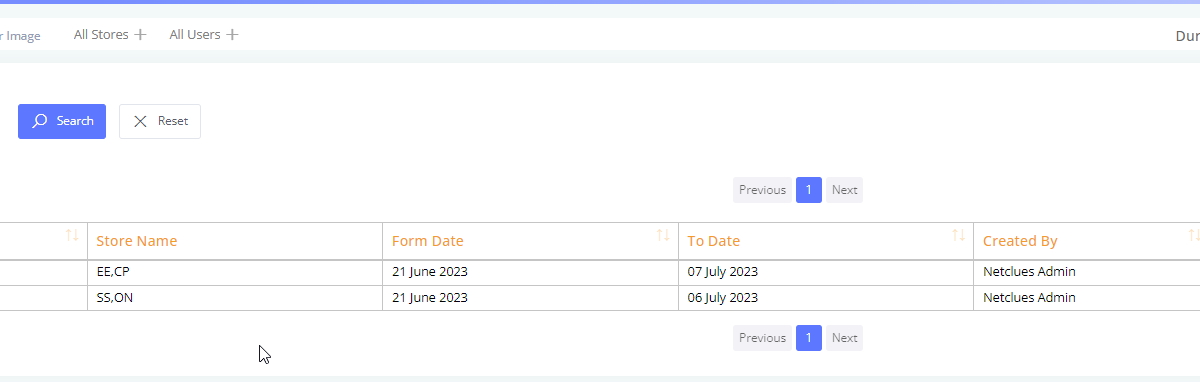 r Image All Stores All Users Dur
Search Reset
Previous 1 Next
Store Name Form Date To Date Created By
EE,CP 21 June 2023 07 July 2023 Netclues Admin
SS,ON 21 June 2023 06 July 2023 Netclues Admin
Previous 1 Next